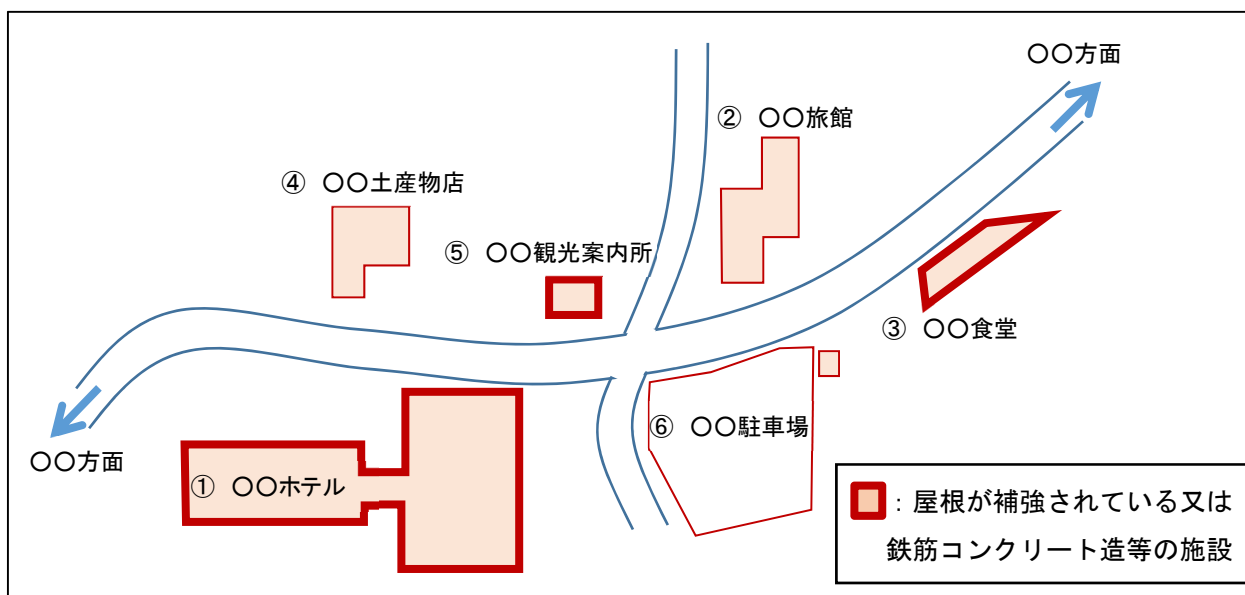 〇〇方面
② 〇〇旅館
④ 〇〇土産物店
⑤ 〇〇観光案内所
③ 〇〇食堂
⑥ 〇〇駐車場
〇〇方面
① 〇〇ホテル
：屋根が補強されている又は
鉄筋コンクリート造等の施設